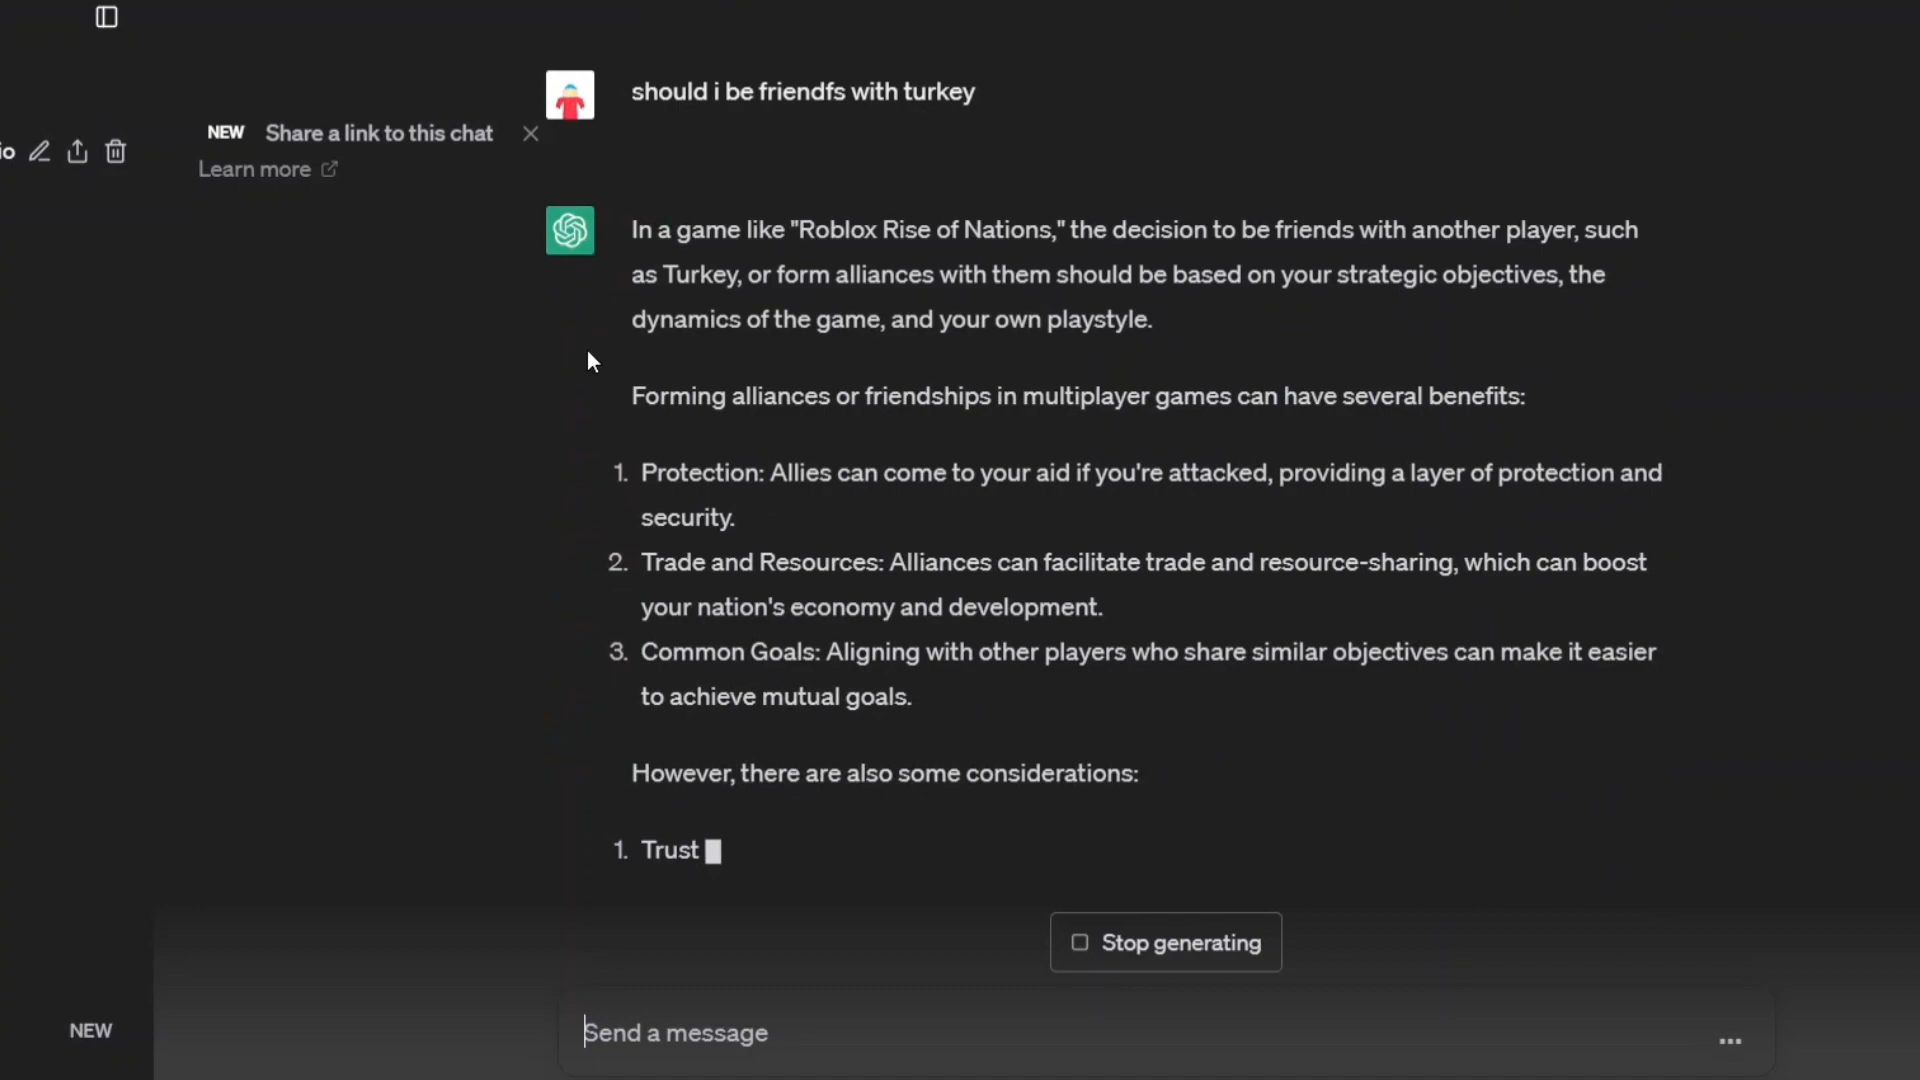 should i be friendfs with turkey
NEW Share a link to this chat
io
Learn more
In a game like "Roblox Rise of Nations," the decision to be friends with another player, such
as Turkey, or form alliances with them should be based on your strategic objectives, the
dynamics of the game, and your own playstyle.
Forming alliances or friendships in multiplayer games can have several benefits:
1. Protection: Allies can come to your aid if you're attacked, providing a layer of protection and
security.
2. Trade and Resources: Alliances can facilitate trade and resource-sharing, which can boost
your nation's economy and development.
3. Common Goals: Aligning with other players who share similar objectives can make it easier
to achieve mutual goals.
However, there are also some considerations:
1. Trust
Stop generating
NEW
Send a message